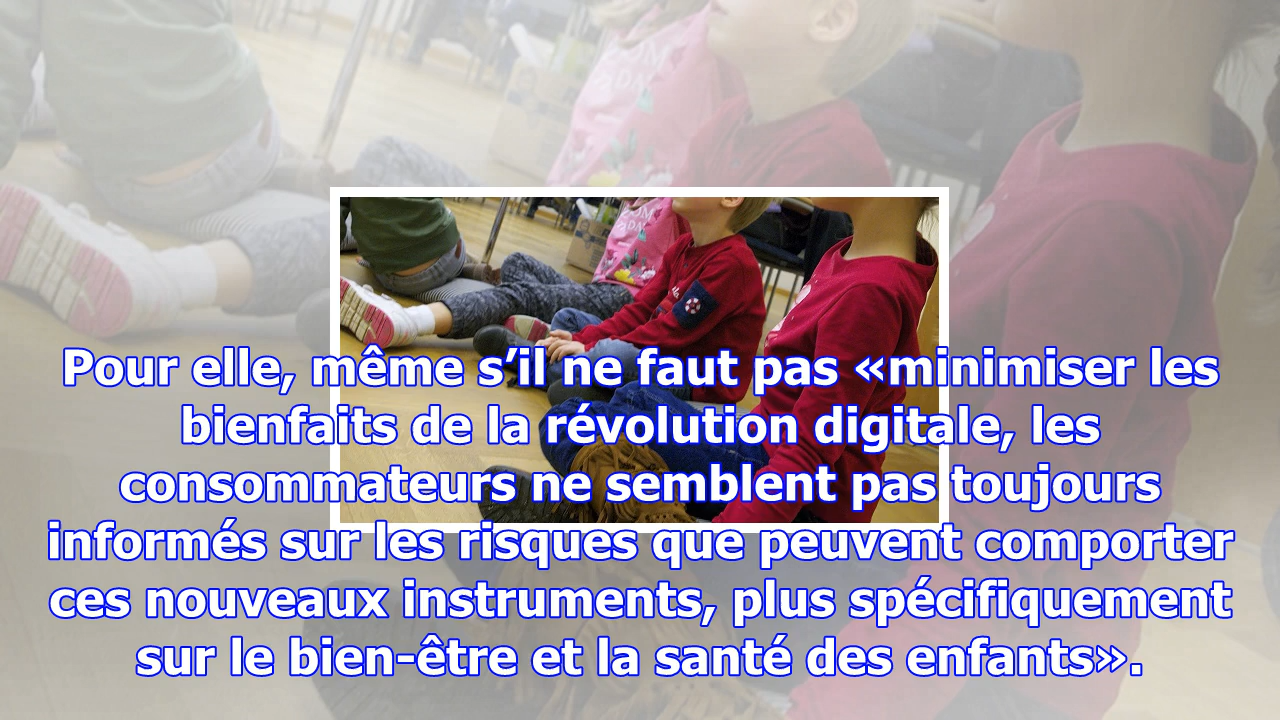 Pour elle, même s’il ne faut pas «minimiser les
bienfaits de la révolution digitale, les
consommateurs ne semblent pas toujours
informés sur les risques que peuvent comporter
ces nouveaux instruments, plus spécifiquement
sur le bien-être et la santé des enfants».